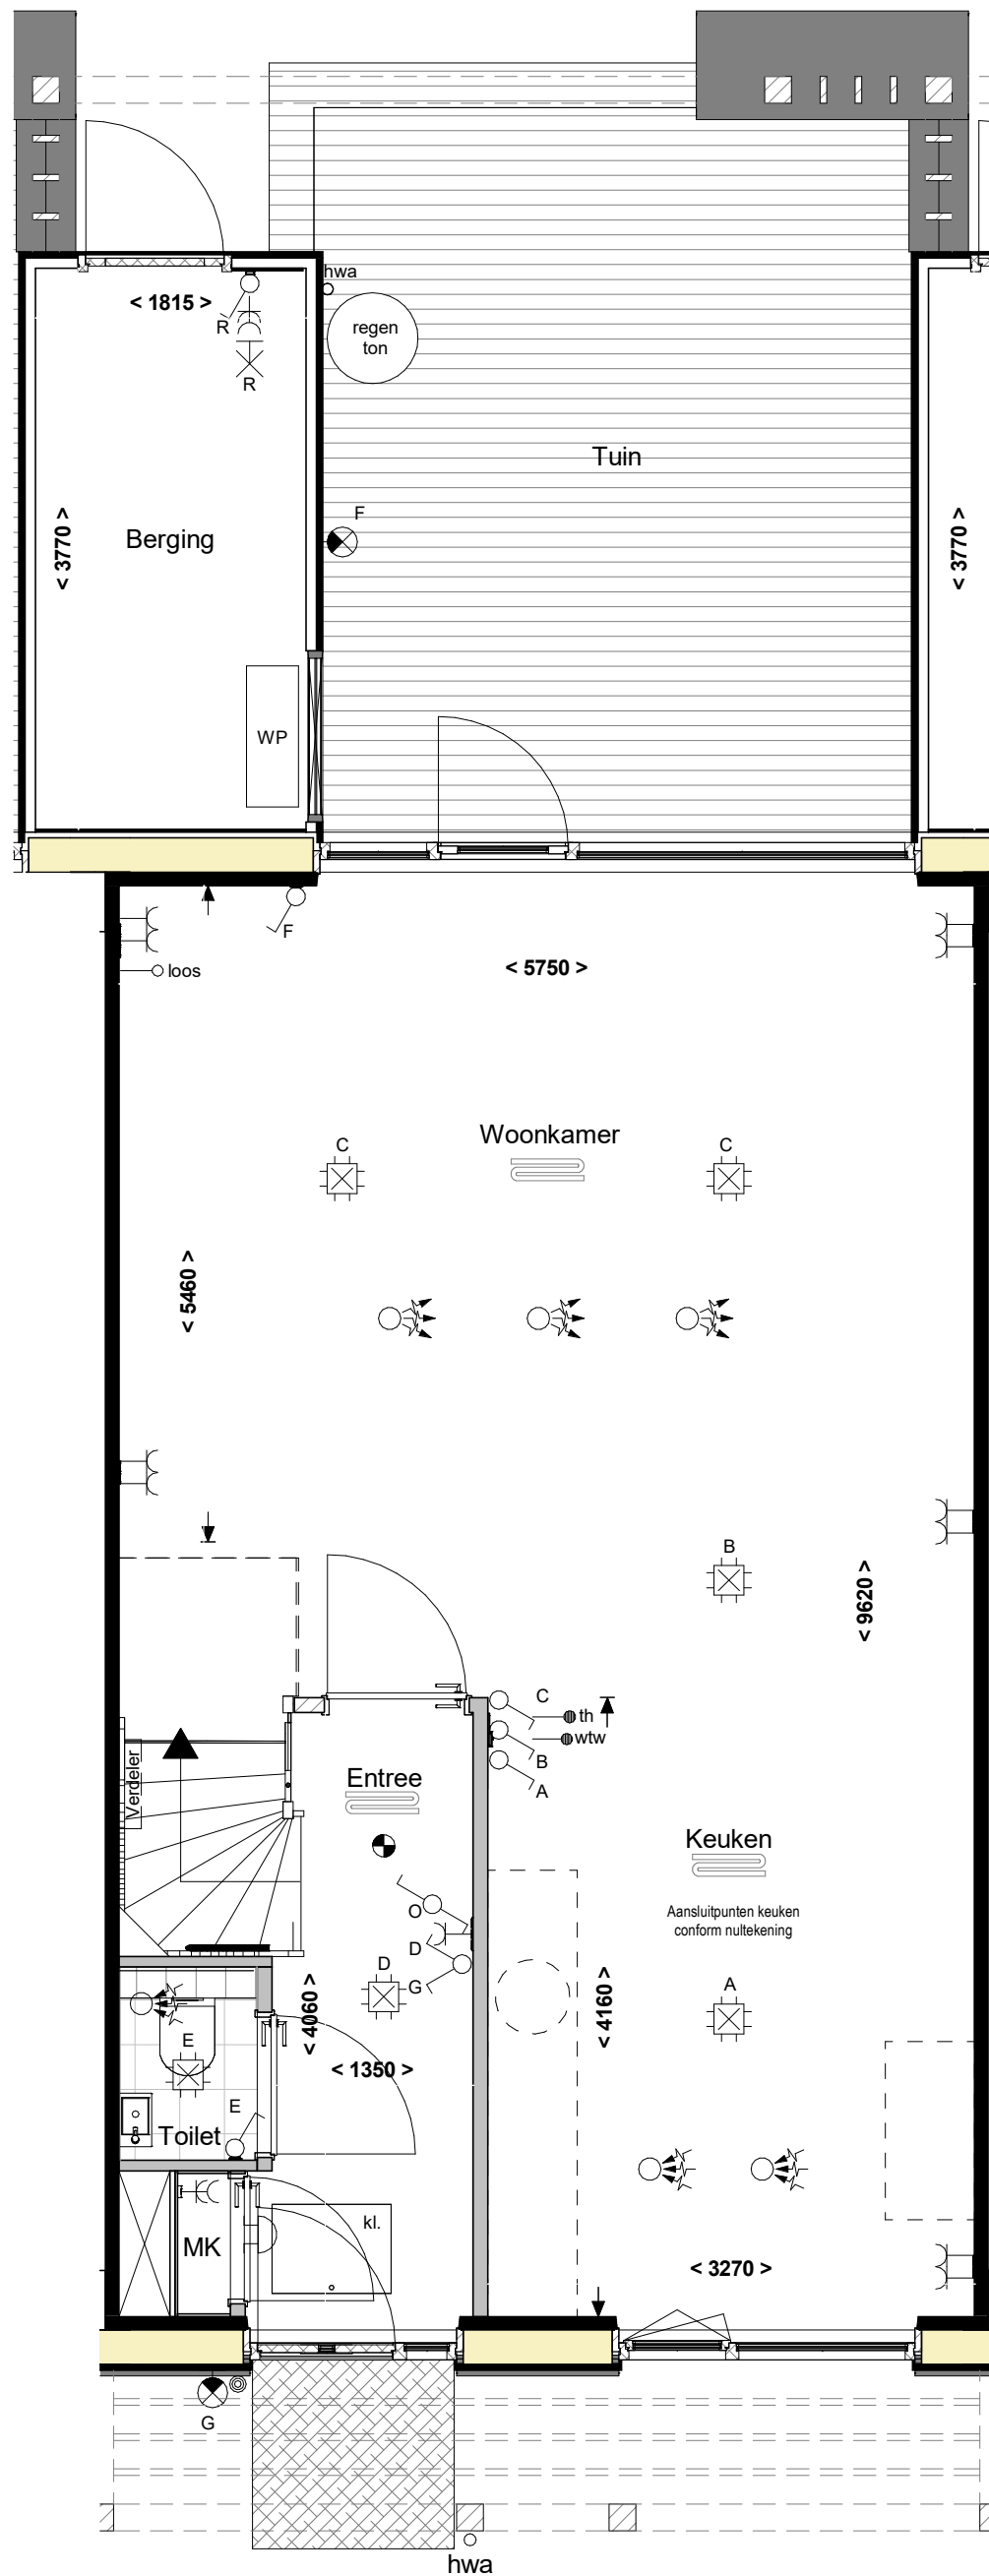 hwa
< 1815 >
regen
ton
R
R
Tuin
F
Berging
< 3770 >
< 3770 >
WP
F
loos
< 5750 >
Woonkamer
C
C
< 5460 >
B
< 9620 >
C
th
wtw
B
A
Verdeler
Entree
Keuken
Aansluitpunten keuken
conform nultekening
O
D
G
D
A
< 4060 >
< 4160 >
E
< 1350 >
E
Toilet
kl.
MK
< 3270 >
G
hwa